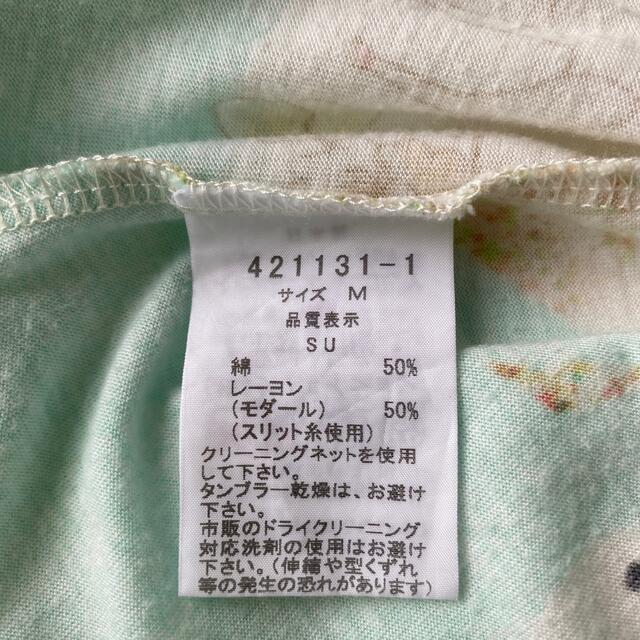 421131-1
サイズ M
品質表示
SU
綿 50%
レーヨン
(モダール) 50%
(スリット糸使用)
クリーニングネットを使用
して下さい。
タンブラー乾燥は、お避け
下さい。
市販のドライクリーニング
対応洗剤の使用はお避け
下さい。(伸縮や型くずれ
等の発生の恐れがあります)